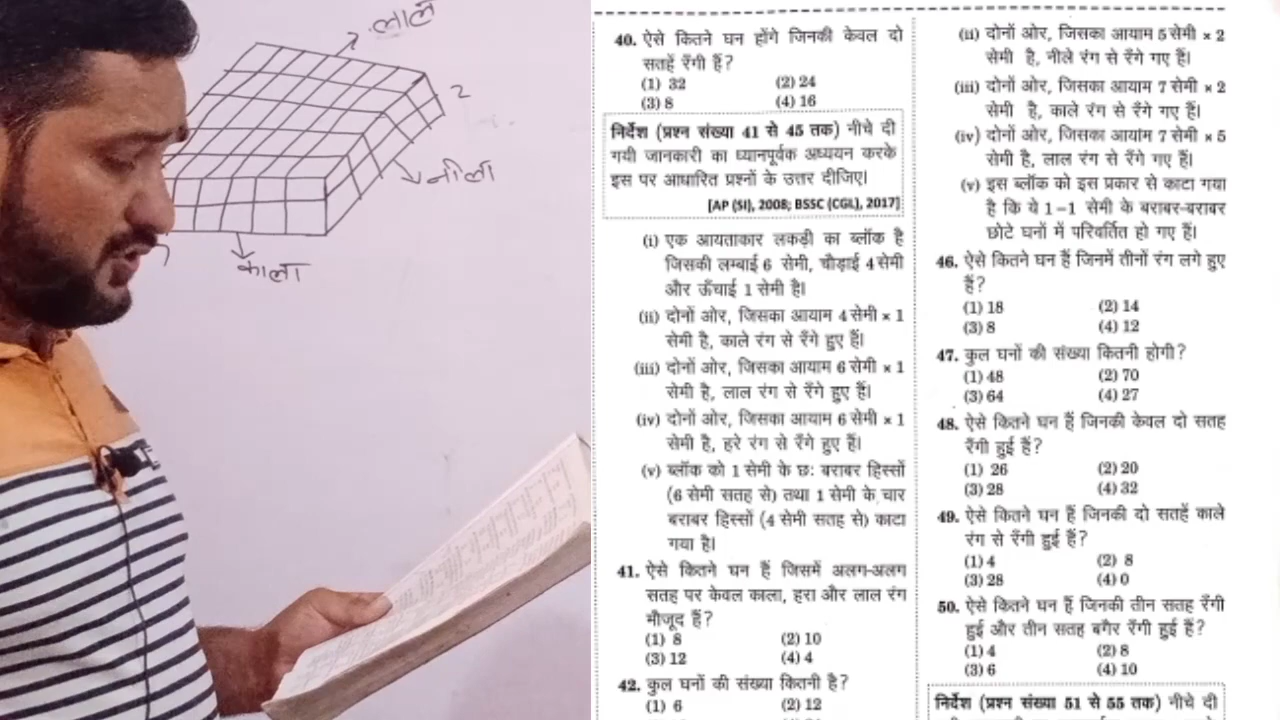 लाल
2
नीला
काला
7
40. ऐसे कितने घन होंगे जिनकी केवल दो
सतहें रँगी हैं?
(1) 32 (2) 24
(3) 8 (4) 16
निर्देश (प्रश्न संख्या 41 से 45 तक) नीचे दी
गयी जानकारी का ध्यानपूर्वक अध्ययन करके
इस पर आधारित प्रश्नों के उत्तर दीजिए।
[AP (SI), 2008; BSSC (CGL), 2017]
(i) एक आयताकार लकड़ी का ब्लॉक है
जिसकी लम्बाई 6 सेमी, चौड़ाई 4 सेमी
और ऊँचाई 1 सेमी है।
(ii) दोनों ओर, जिसका आयाम 4 सेमी × 1
सेमी है, काले रंग से रँगे हुए हैं।
(iii) दोनों ओर, जिसका आयाम 6 सेमी × 1
सेमी है, लाल रंग से रँगे हुए हैं।
(iv) दोनों ओर, जिसका आयाम 6 सेमी × 1
सेमी है, हरे रंग से रँगे हुए हैं।
(v) ब्लॉक को 1 सेमी के छः बराबर हिस्सों
(6 सेमी सतह से) तथा 1 सेमी के चार
बराबर हिस्सों (4 सेमी सतह से) काटा
गया है।
41. ऐसे कितने घन हैं जिसमें अलग-अलग
सतह पर केवल काला, हरा और लाल रंग
मौजूद हैं?
(1) 8 (2) 10
(3) 12 (4) 4
42. कुल घनों की संख्या कितनी है?
(1) 6 (2) 12
(ii) दोनों ओर, जिसका आयाम 5 सेमी × 2
सेमी है, नीले रंग से रँगे गए हैं।
(iii) दोनों ओर, जिसका आयाम 7 सेमी × 2
सेमी है, काले रंग से रँगे गए हैं।
(iv) दोनों ओर, जिसका आयाम 7 सेमी × 5
सेमी है, लाल रंग से रँगे गए हैं।
(v) इस ब्लॉक को इस प्रकार से काटा गया
है कि ये 1-1 सेमी के बराबर-बराबर
छोटे घनों में परिवर्तित हो गए हैं।
46. ऐसे कितने घन हैं जिनमें तीनों रंग लगे हुए
हैं?
(1) 18 (2) 14
(3) 8 (4) 12
47. कुल घनों की संख्या कितनी होगी?
(1) 48 (2) 70
(3) 64 (4) 27
48. ऐसे कितने घन हैं जिनकी केवल दो सतह
रँगी हुई हैं?
(1) 26 (2) 20
(3) 28 (4) 32
49. ऐसे कितने घन हैं जिनकी दो सतहें काले
रंग से रँगी हुई हैं?
(1) 4 (2) 8
(3) 28 (4) 0
50. ऐसे कितने घन हैं जिनकी तीन सतह रँगी
हुई और तीन सतह बगैर रँगी हुई हैं?
(1) 4 (2) 8
(3) 6 (4) 10
निर्देश (प्रश्न संख्या 51 से 55 तक) नीचे दी